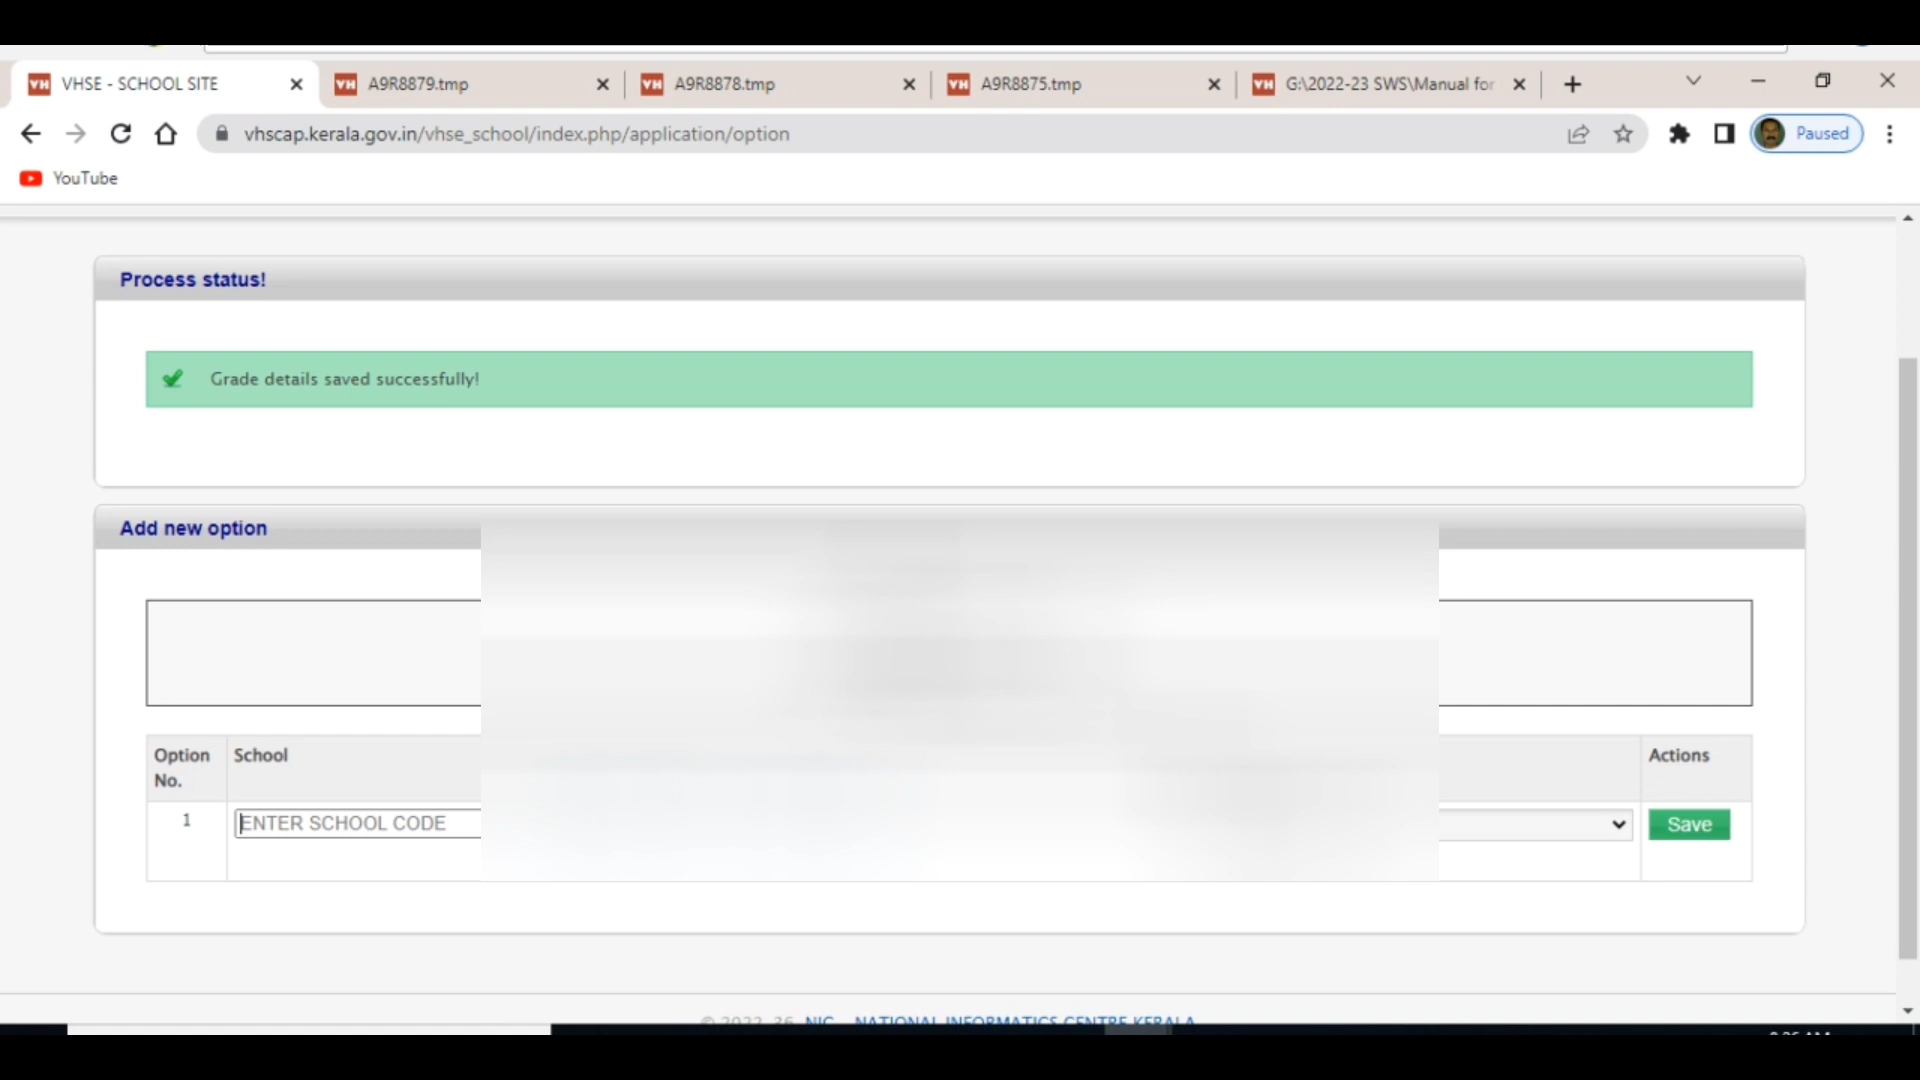 VHSE - SCHOOL SITE
A9R8879.tmp
A9R8878.tmp
A9R8875.tmp
G:\2022-23 SWS\Manual for
vhscap.kerala.gov.in/vhse_school/index.php/application/option
Paused
YouTube
Process status!
Grade details saved successfully!
Add new option
Option No.
School
Actions
1
ENTER SCHOOL CODE
Save
NIC NATIONAL INFORMATICS CENTRE KERALA